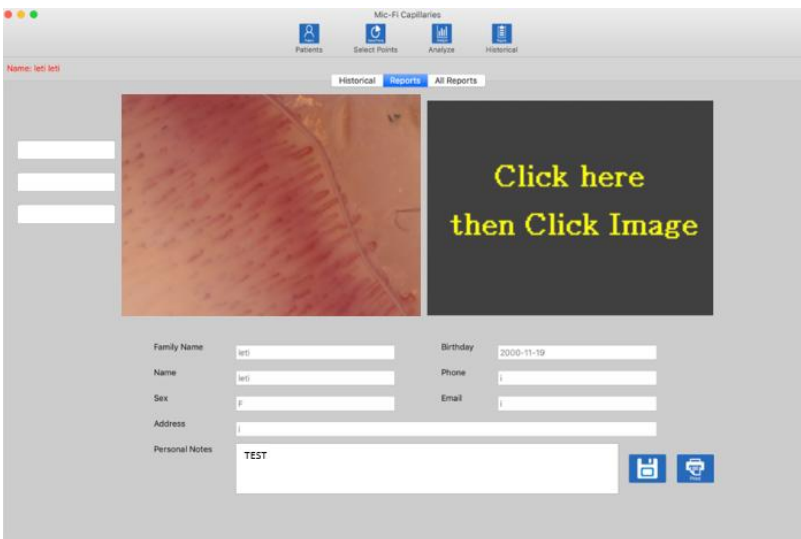 Mic-Fi Capillaries
Patients Select Points Analyze Historical
Name: leti leti
Historical Reports All Reports
Click here
then Click Image
Family Name leti Birthday 2000-11-19
Name leti Phone i
Sex F Email i
Address i
Personal Notes TEST
Print